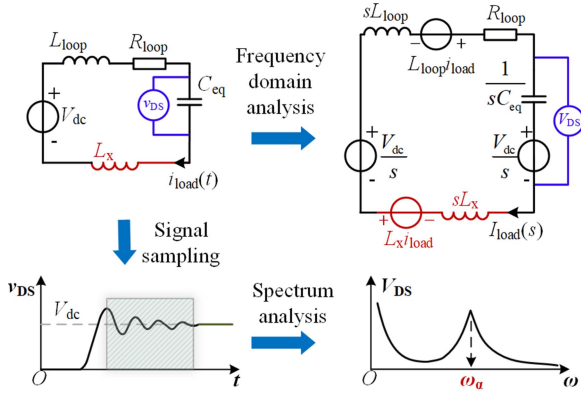 L_loop R_loop
C_eq
v_DS
V_dc
+
-
L_x
i_load(t)
Frequency
domain
analysis
sL_loop
R_loop
- +
L_loop i_load
1
sC_eq
V_DS
+
V_dc
s
-
+
V_dc
s
-
sL_x
+ -
L_x i_load
I_load(s)
Signal
sampling
v_DS
V_dc
O
t
Spectrum
analysis
V_DS
O
ω_α
ω